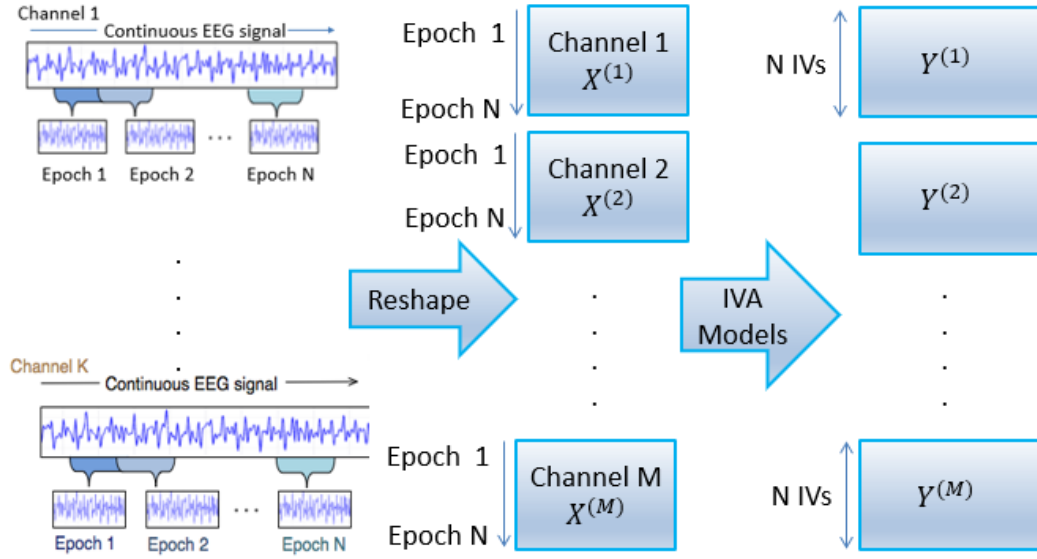 Channel 1
Continuous EEG signal
Epoch 1 Epoch 2 ... Epoch N
Channel K
Continuous EEG signal
Epoch 1 Epoch 2 ... Epoch N
Reshape
Epoch 1
Epoch N
Channel 1
X^{(1)}
Epoch 1
Epoch N
Channel 2
X^{(2)}
Epoch 1
Epoch N
Channel M
X^{(M)}
IVA
Models
N IVs
Y^{(1)}
Y^{(2)}
N IVs
Y^{(M)}